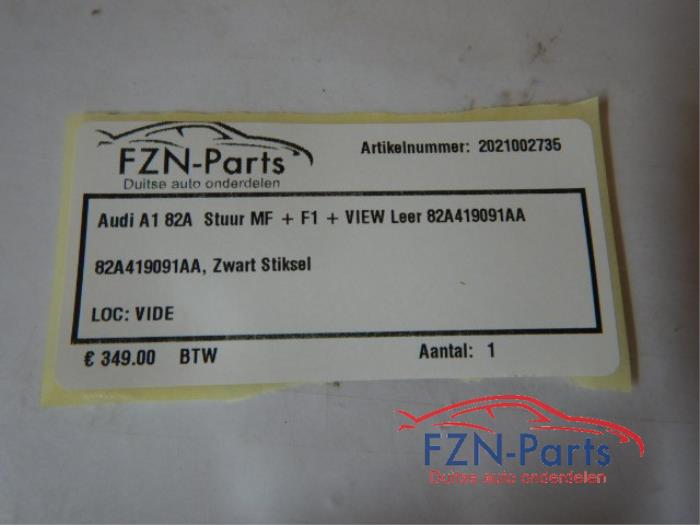 FZN-Parts
Duitse auto onderdelen
Artikelnummer: 2021002735
Audi A1 82A Stuur MF + F1 + VIEW Leer 82A419091AA
82A419091AA, Zwart Stiksel
LOC: VIDE
€ 349.00 BTW
Aantal: 1
FZN-Parts
Duitse auto onderdelen